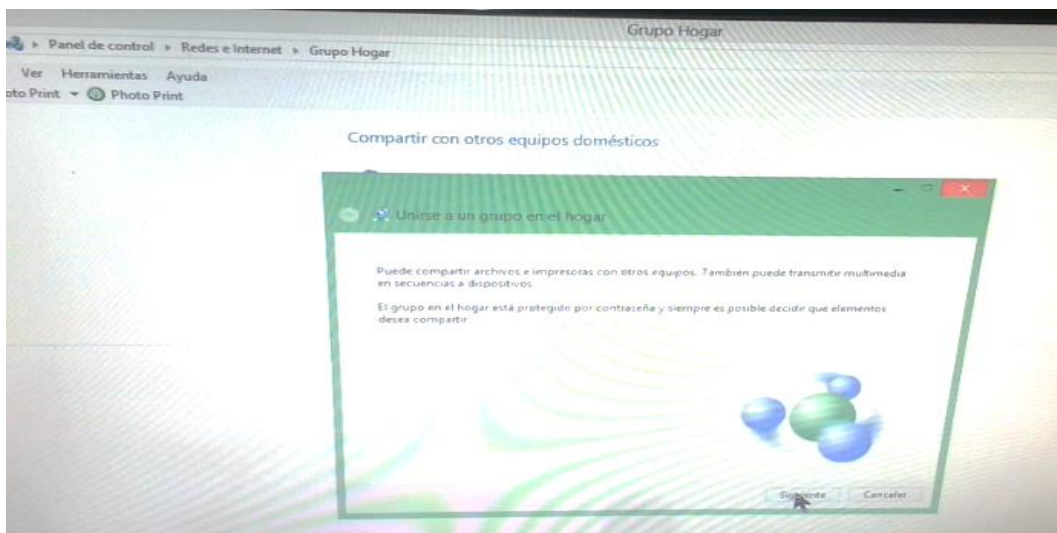 Grupo Hogar
Panel de control Redes e Internet Grupo Hogar
Ver Herramientas Ayuda
oto Print Photo Print
Compartir con otros equipos domésticos
Unirse a un grupo en el hogar
Puede compartir archivos e impresoras con otros equipos. También puede transmitir multimedia
en secuencias a dispositivos.
El grupo en el hogar está protegido por contraseña y siempre es posible decidir qué elementos
desea compartir
Siguiente Cancelar